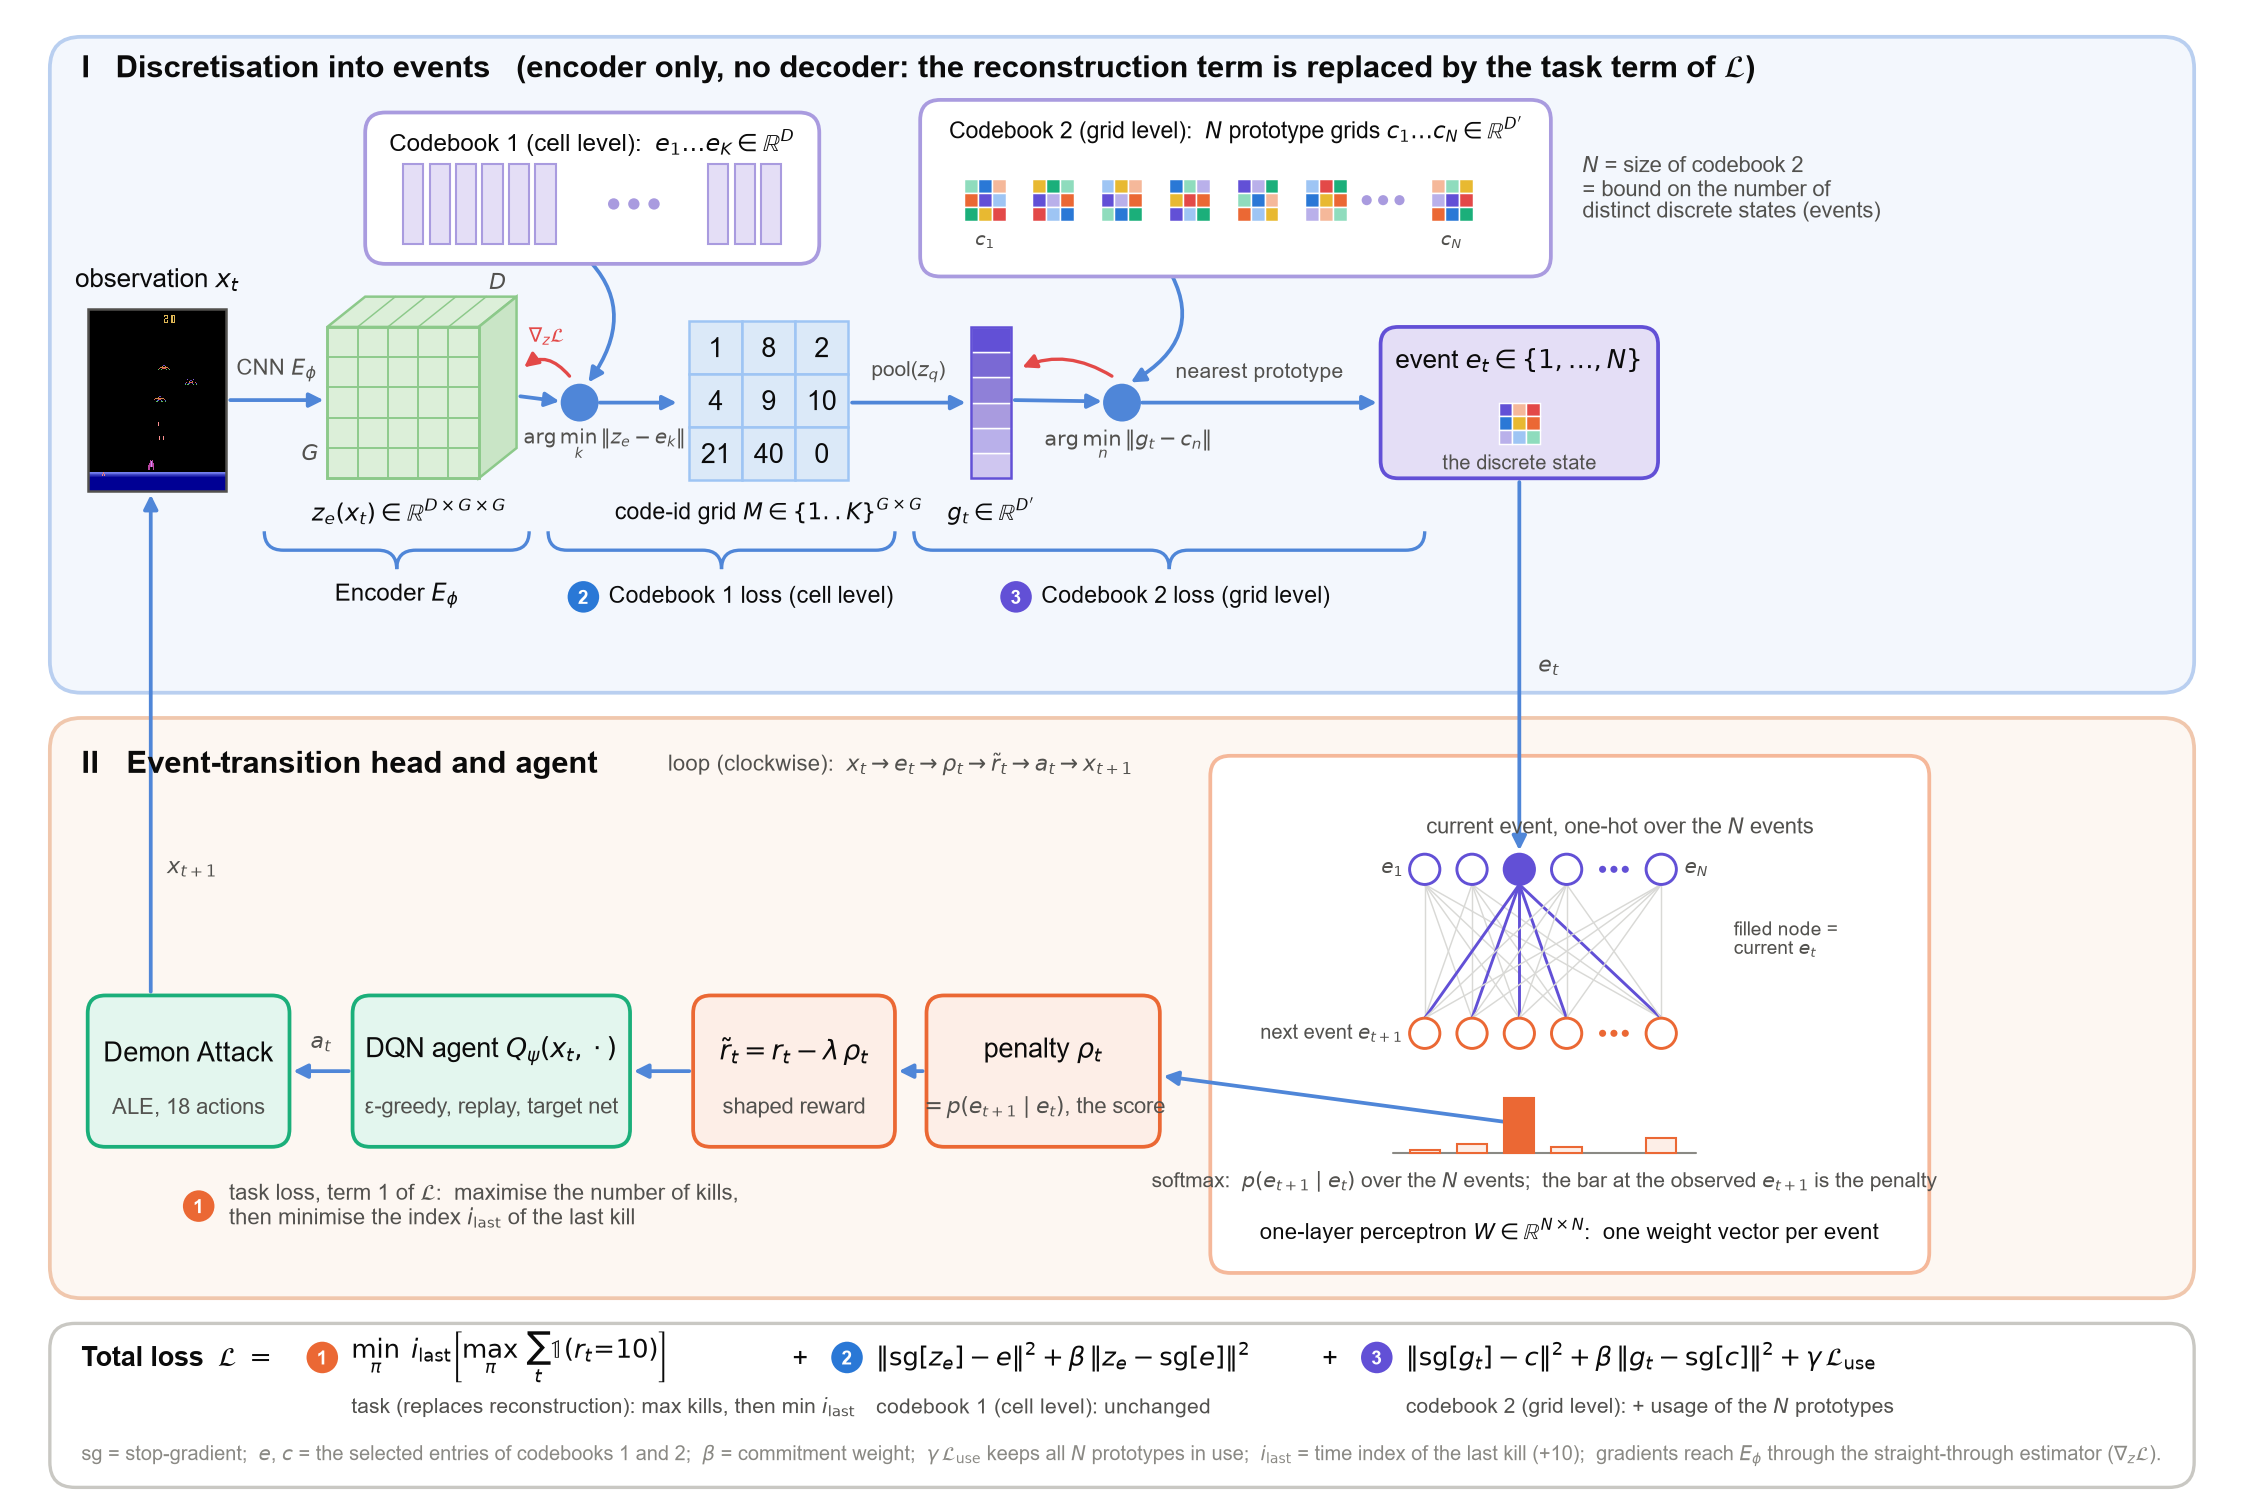 I Discretisation into events (encoder only, no decoder: the reconstruction term is replaced by the task term of ℒ)
Codebook 1 (cell level): e₁…e_K ∈ ℝ^D
Codebook 2 (grid level): N prototype grids c₁…c_N ∈ ℝ^D′
c₁
c_N
N = size of codebook 2
= bound on the number of
distinct discrete states (events)
observation x_t
20
CNN E_ϕ
D
G
∇_zℒ
arg min_k ‖z_e − e_k‖
1 8 2
4 9 10
21 40 0
pool(z_q)
arg min_n ‖g_t − c_n‖
nearest prototype
event e_t ∈ {1, …, N}
the discrete state
z_e(x_t) ∈ ℝ^D×G×G
code-id grid M ∈ {1..K}^G×G
g_t ∈ ℝ^D′
Encoder E_ϕ
2 Codebook 1 loss (cell level)
3 Codebook 2 loss (grid level)
e_t
II Event-transition head and agent
loop (clockwise): x_t → e_t → ρ_t → r̃_t → a_t → x_t+1
x_t+1
current event, one-hot over the N events
e₁
e_N
filled node =
current e_t
next event e_t+1
Demon Attack
ALE, 18 actions
a_t
DQN agent Q_ψ(x_t, ·)
ε-greedy, replay, target net
r̃_t = r_t − λ ρ_t
shaped reward
penalty ρ_t
= p(e_t+1 | e_t), the score
softmax: p(e_t+1 | e_t) over the N events; the bar at the observed e_t+1 is the penalty
one-layer perceptron W ∈ ℝ^N×N: one weight vector per event
1 task loss, term 1 of ℒ: maximise the number of kills,
then minimise the index i_last of the last kill
Total loss ℒ = 1 min_π i_last[max_π ∑_t 𝟙(r_t=10)] + 2 ‖sg[z_e] − e‖² + β ‖z_e − sg[e]‖² + 3 ‖sg[g_t] − c‖² + β ‖g_t − sg[c]‖² + γ ℒ_use
task (replaces reconstruction): max kills, then min i_last
codebook 1 (cell level): unchanged
codebook 2 (grid level): + usage of the N prototypes
sg = stop-gradient; e, c = the selected entries of codebooks 1 and 2; β = commitment weight; γ ℒ_use keeps all N prototypes in use; i_last = time index of the last kill (+10); gradients reach E_ϕ through the straight-through estimator (∇_zℒ).